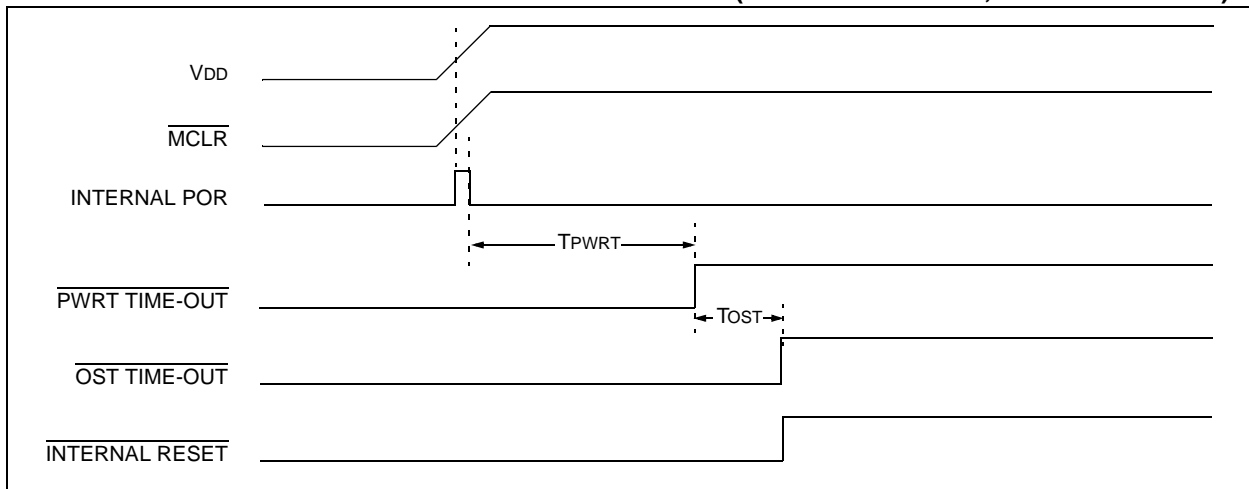 VDD
MCLR
INTERNAL POR
TPWRT
PWRT TIME-OUT
TOST
OST TIME-OUT
INTERNAL RESET